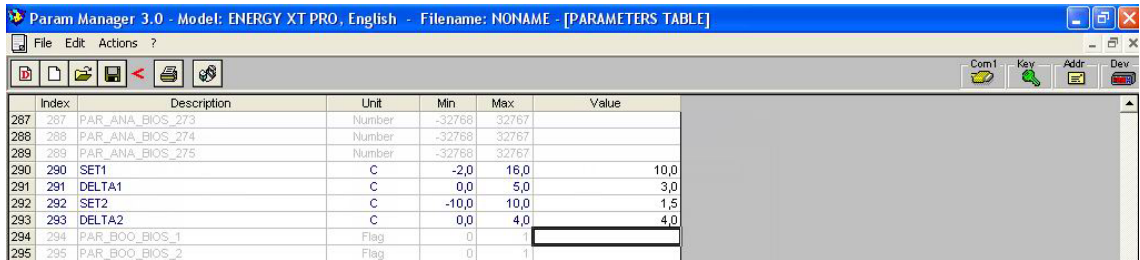 Param Manager 3.0 - Model: ENERGY XT PRO, English - Filename: NONAME - [PARAMETERS TABLE]
File Edit Actions ?
Com1 Key Addr Dev
Index Description Unit Min Max Value
287 287 PAR_ANA_BIOS_273 Number -32768 32767
288 288 PAR_ANA_BIOS_274 Number -32768 32767
289 289 PAR_ANA_BIOS_275 Number -32768 32767
290 290 SET1 C -2,0 16,0 10,0
291 291 DELTA1 C 0,0 5,0 3,0
292 292 SET2 C -10,0 10,0 1,5
293 293 DELTA2 C 0,0 4,0 4,0
294 294 PAR_BOO_BIOS_1 Flag 0 1
295 295 PAR_BOO_BIOS_2 Flag 0 1